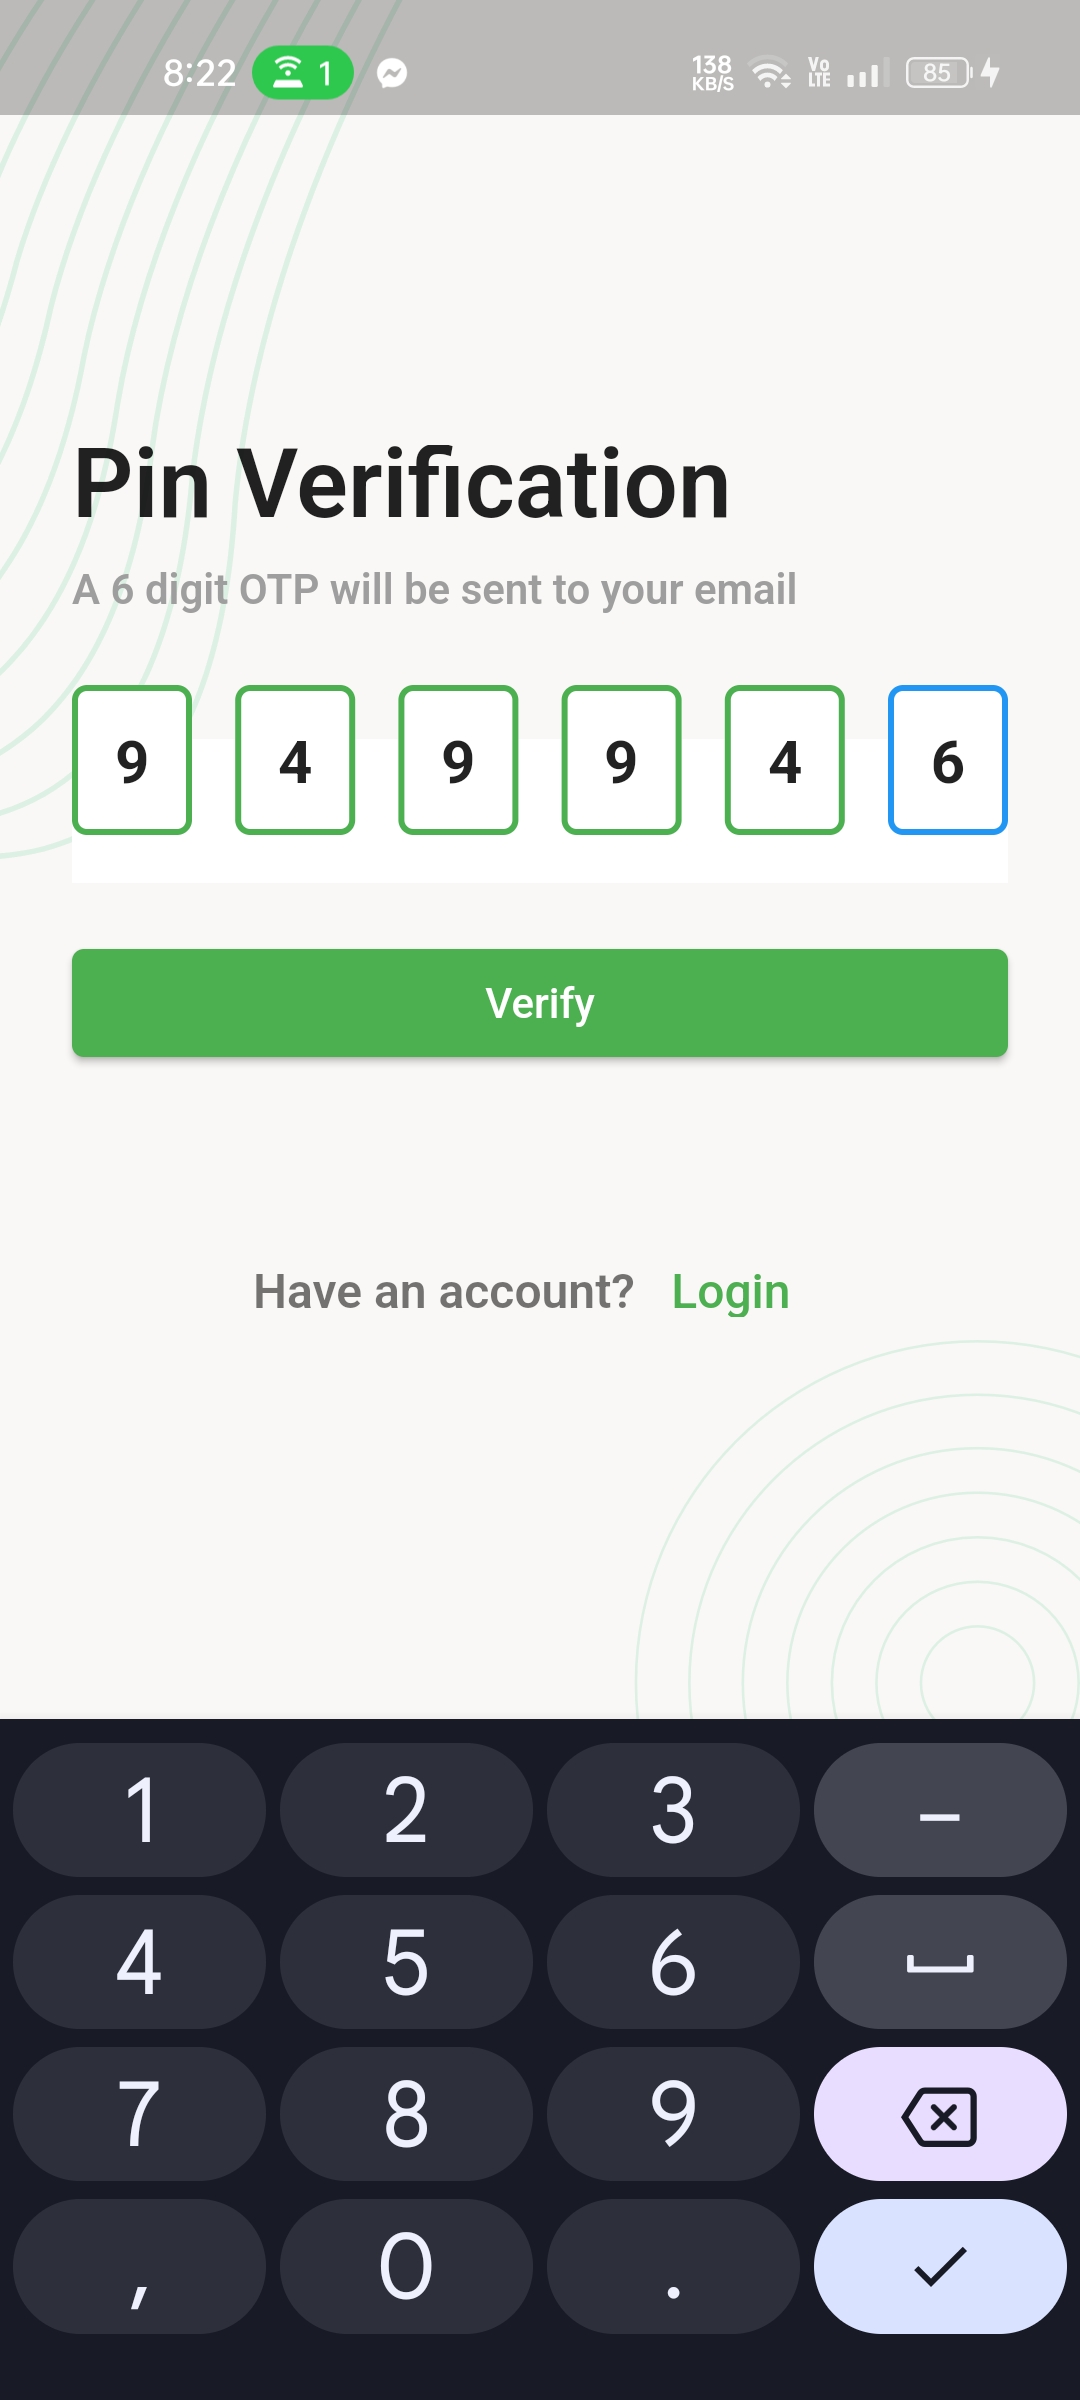 8:22 1 138 KB/S Vo LTE 85
Pin Verification
A 6 digit OTP will be sent to your email
9 4 9 9 4 6
Verify
Have an account? Login
1 2 3 –
4 5 6
7 8 9
, 0 .